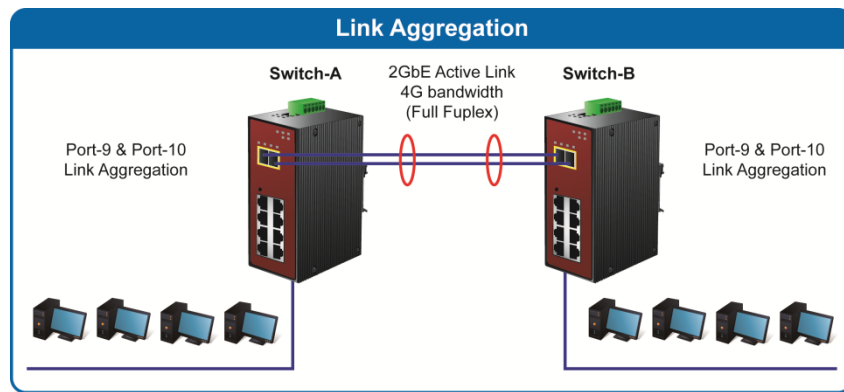 Link Aggregation
Switch-A
2GbE Active Link
4G bandwidth
(Full Fuplex)
Switch-B
Port-9 & Port-10
Link Aggregation
Port-9 & Port-10
Link Aggregation